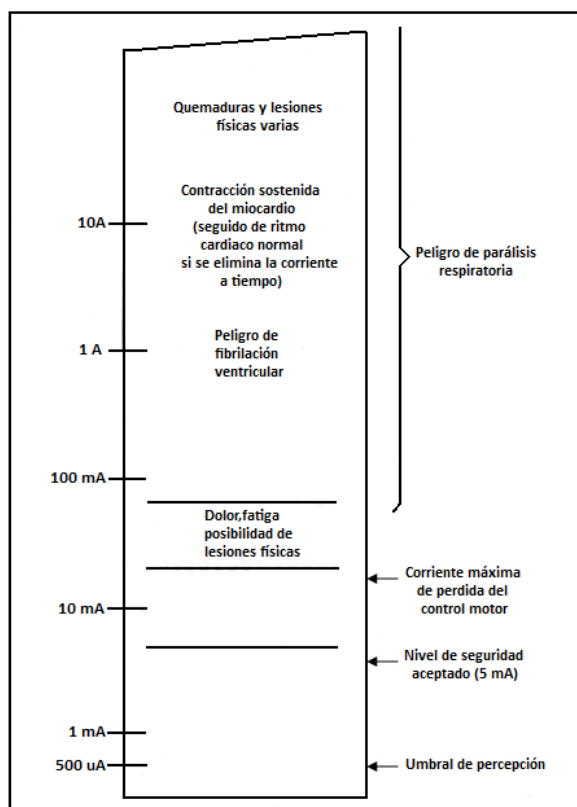 Quemaduras y lesiones
físicas varias
Contracción sostenida
del miocardio
(seguido de ritmo
cardiaco normal
si se elimina la corriente
a tiempo)
10A
Peligro de parálisis
respiratoria
Peligro de
fibrilación
ventricular
1 A
100 mA
Dolor,fatiga
posibilidad de
lesiones físicas
Corriente máxima
de perdida del
control motor
10 mA
Nivel de seguridad
aceptado (5 mA)
1 mA
500 uA
Umbral de percepción